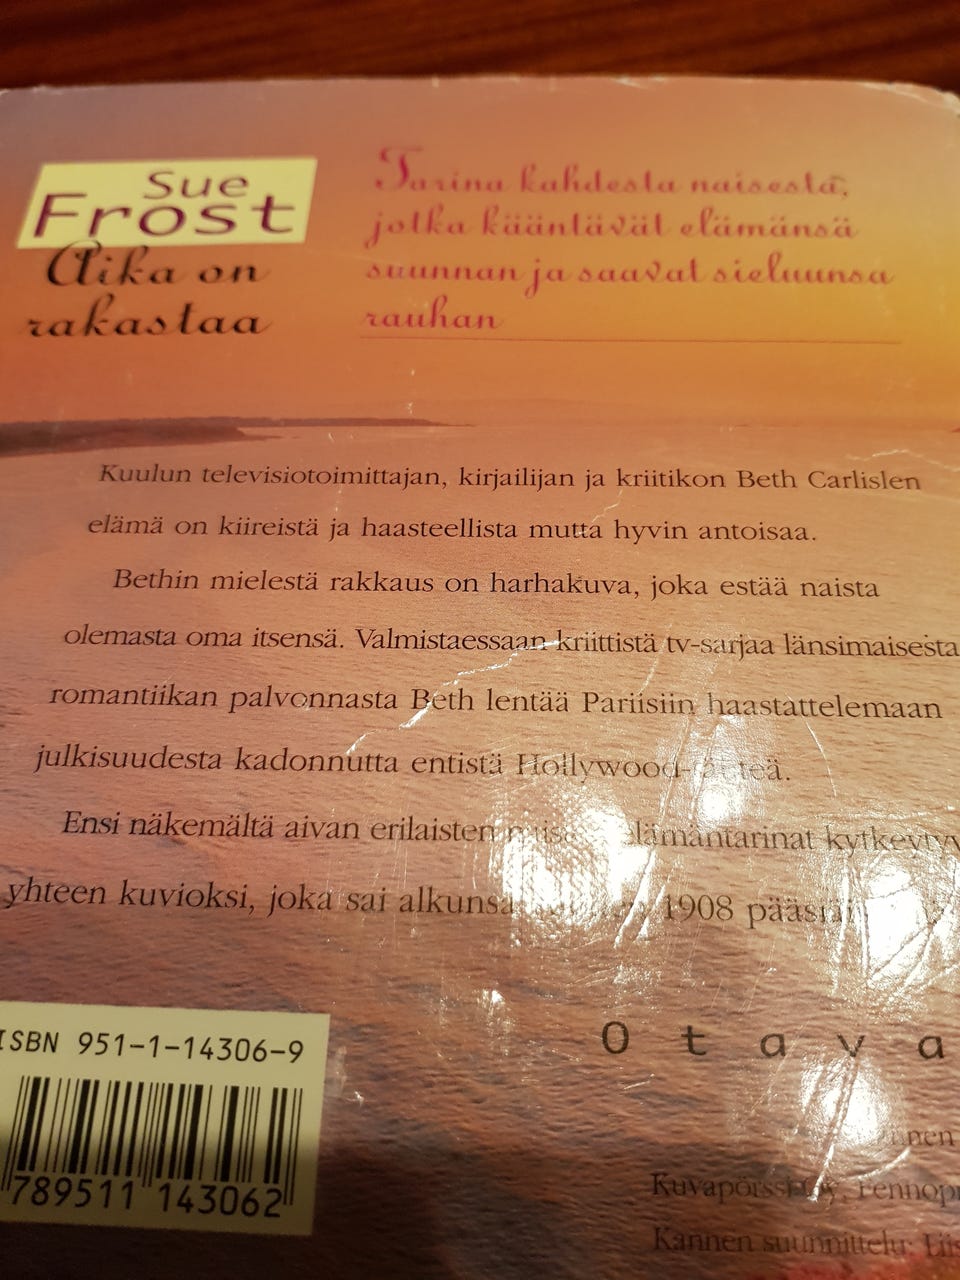 Sue
Frost
Aika on
rakastaa
Tarina kahdesta naisesta,
jotka kääntävät elämänsä
suunnan ja saavat sieluunsa
rauhan
Kuulun televisiotoimittajan, kirjailijan ja kriitikon Beth Carlislen
elämä on kiireistä ja haasteellista mutta hyvin antoisaa.
Bethin mielestä rakkaus on harhakuva, joka estää naista
olemasta oma itsensä. Valmistaessaan kriittistä tv-sarjaa länsimaisesta
romantiikan palvonnasta Beth lentää Pariisiin haastattelemaan
julkisuudesta kadonnutta entistä Hollywood-
Ensi näkemältä aivan erilaisten elämäntarinat
yhteen kuvioksi, joka sai alkunsa 1908
Otava
ISBN 951-1-14306-9
789511 143062
Kuvapörssi Oy,
Kannen suunnittelu: